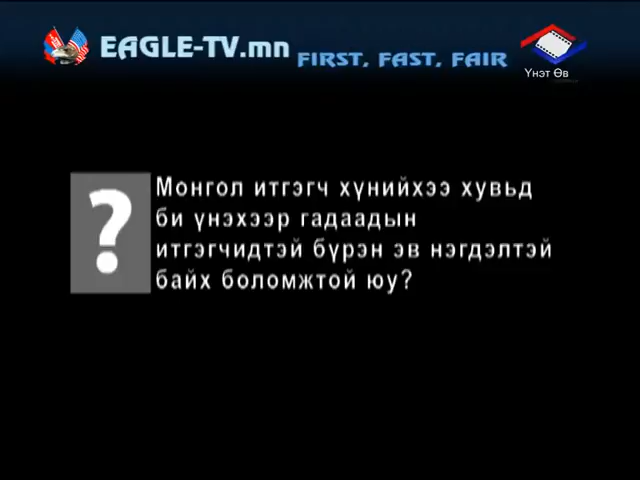 EAGLE-TV.mn FIRST, FAST, FAIR
Үнэт Өв
?
Монгол итгэгч хүнийхээ хувьд
би үнэхээр гадаадын
итгэгчидтэй бүрэн эв нэгдэлтэй
байх боломжтой юу?